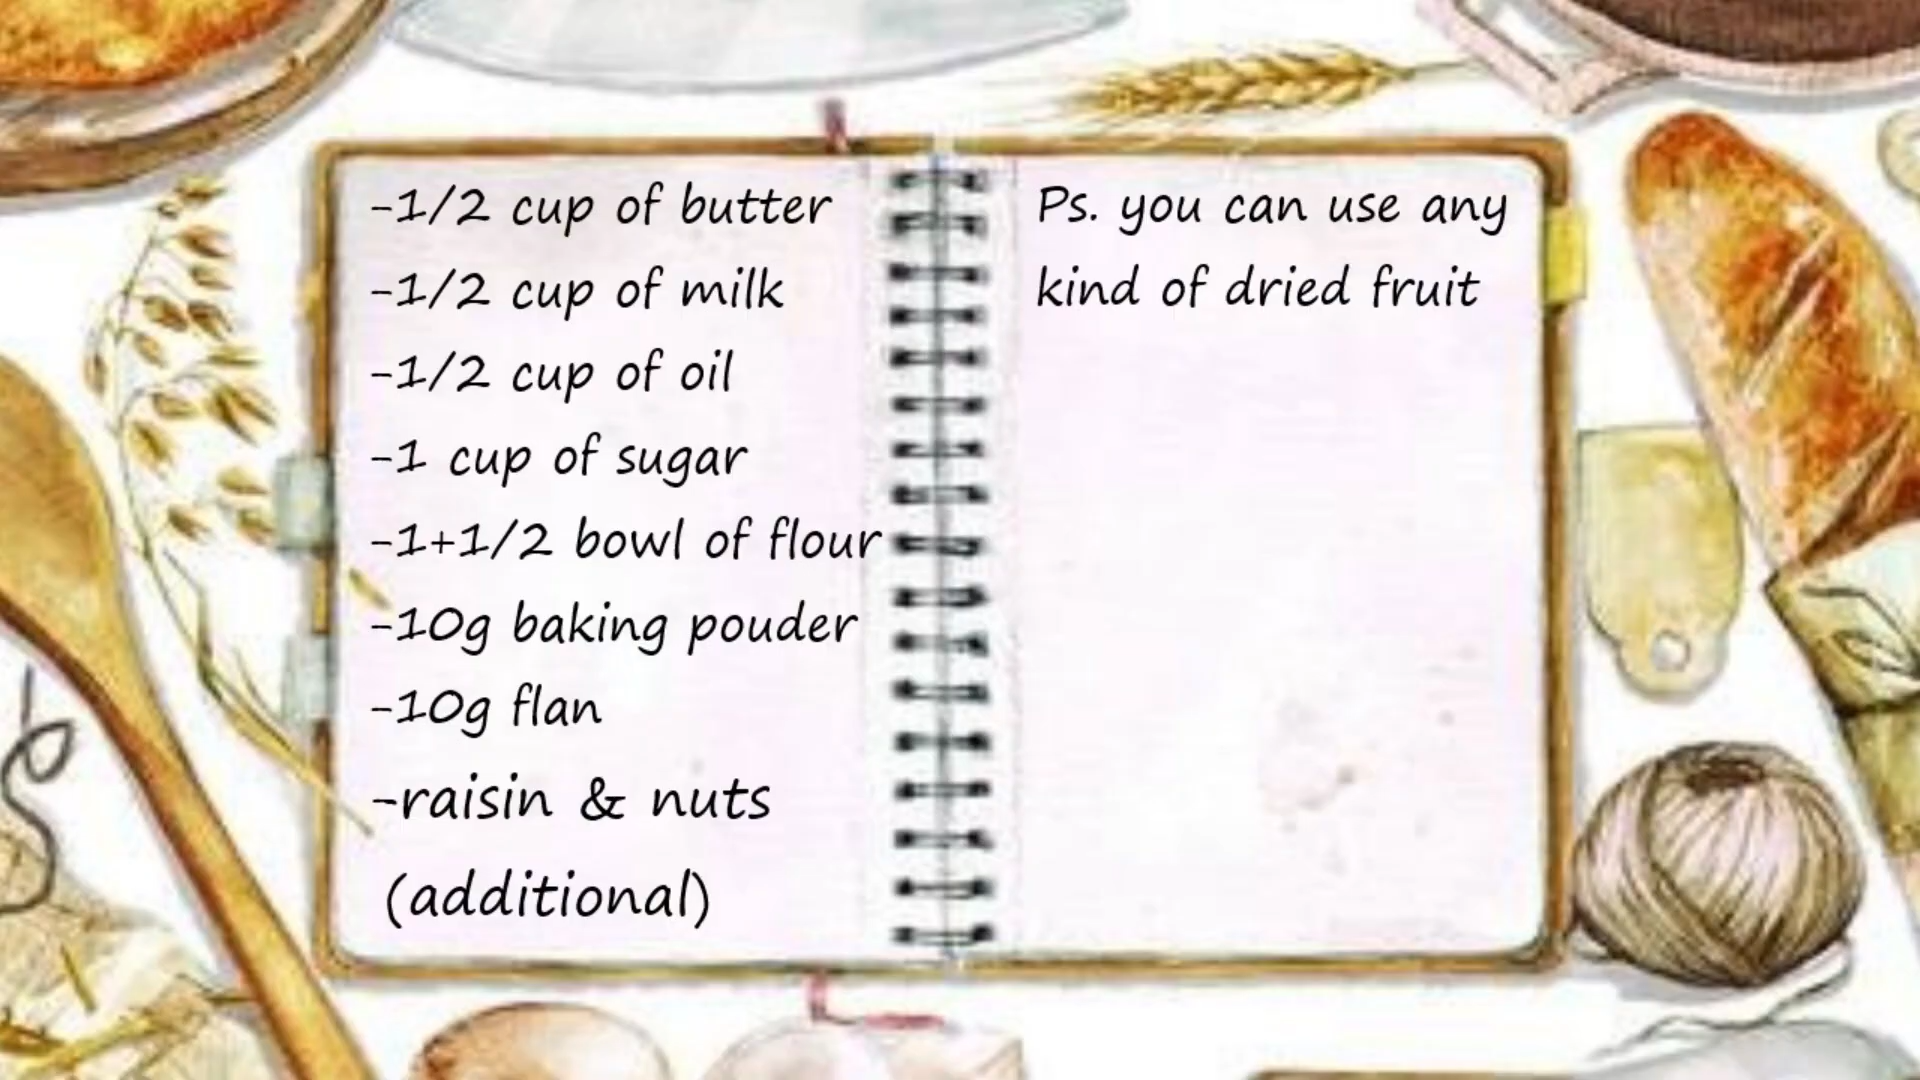 -1/2 cup of butter
-1/2 cup of milk
-1/2 cup of oil
-1 cup of sugar
-1+1/2 bowl of flour
-10g baking pouder
-10g flan
-raisin & nuts
(additional)
Ps. you can use any
kind of dried fruit